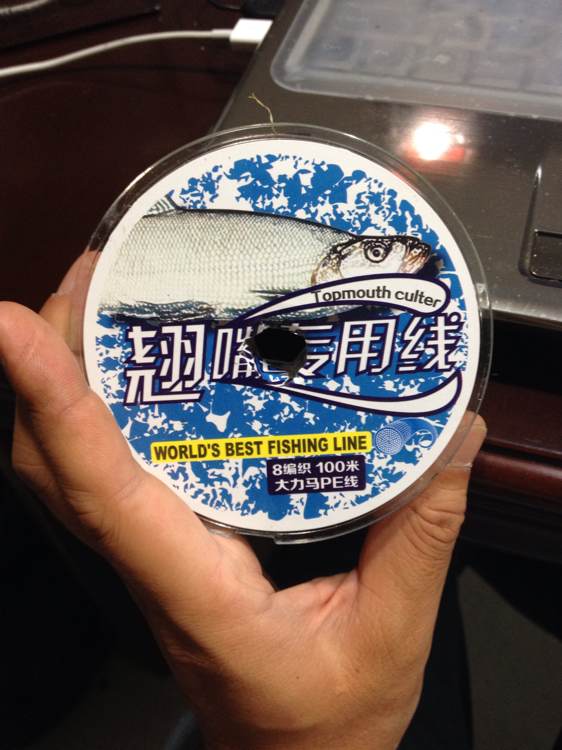 Topmouth culter
翘嘴专用线
WORLD'S BEST FISHING LINE
8编织 100米
大力马PE线